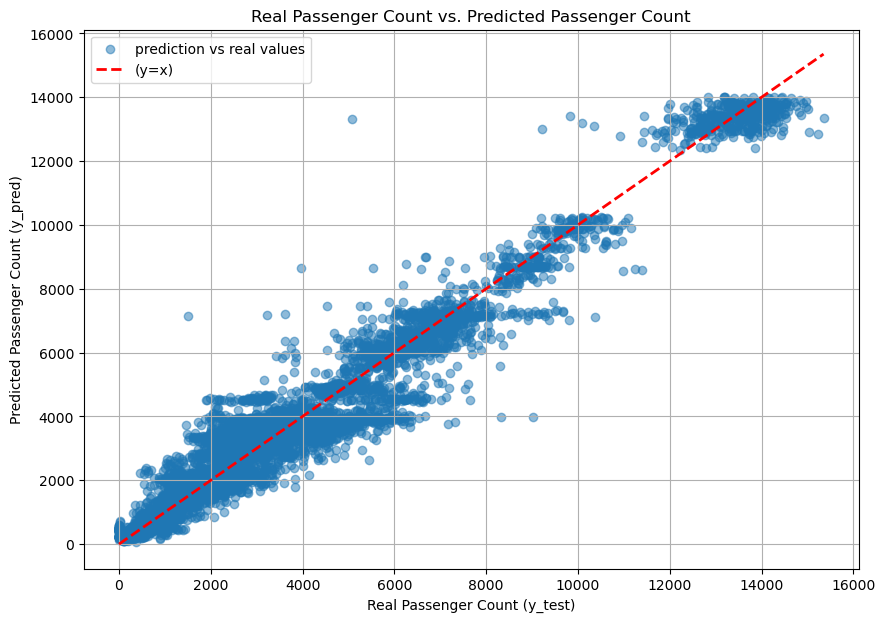 Real Passenger Count vs. Predicted Passenger Count
prediction vs real values
(y=x)
Predicted Passenger Count (y_pred)
16000
14000
12000
10000
8000
6000
4000
2000
0
0 2000 4000 6000 8000 10000 12000 14000 16000
Real Passenger Count (y_test)